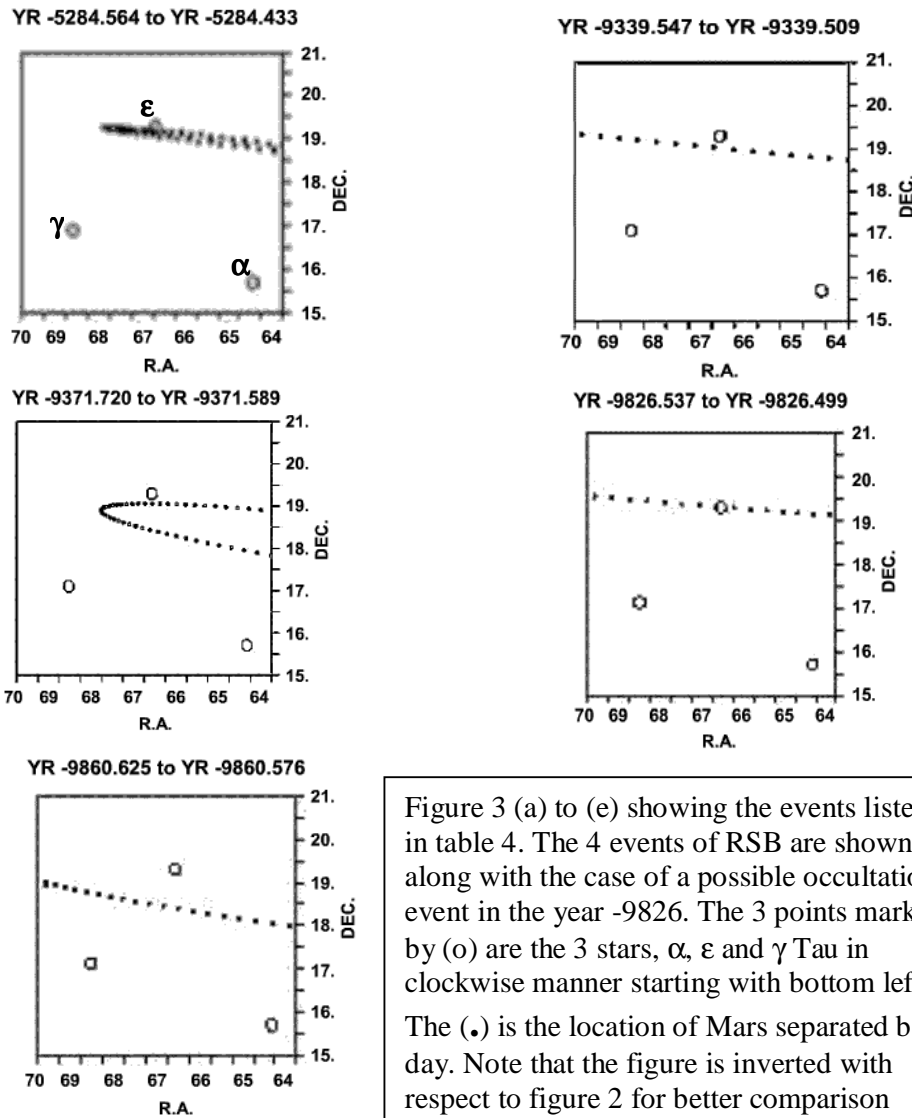 YR -5284.564 to YR -5284.433
21.
20.
19.
18.
17.
16.
15.
DEC.
ε
γ
α
70 69 68 67 66 65 64
R.A.
YR -9339.547 to YR -9339.509
21.
20.
19.
18.
17.
16.
15.
DEC.
70 69 68 67 66 65 64
R.A.
YR -9371.720 to YR -9371.589
21.
20.
19.
18.
17.
16.
15.
DEC.
70 69 68 67 66 65 64
R.A.
YR -9826.537 to YR -9826.499
21.
20.
19.
18.
17.
16.
15.
DEC.
70 69 68 67 66 65 64
R.A.
YR -9860.625 to YR -9860.576
21.
20.
19.
18.
17.
16.
15.
DEC.
70 69 68 67 66 65 64
R.A.
Figure 3 (a) to (e) showing the events liste
in table 4. The 4 events of RSB are shown
along with the case of a possible occultatio
event in the year -9826. The 3 points mark
by (o) are the 3 stars, α, ε and γ Tau in
clockwise manner starting with bottom lef
The (•) is the location of Mars separated b
day. Note that the figure is inverted with
respect to figure 2 for better comparison